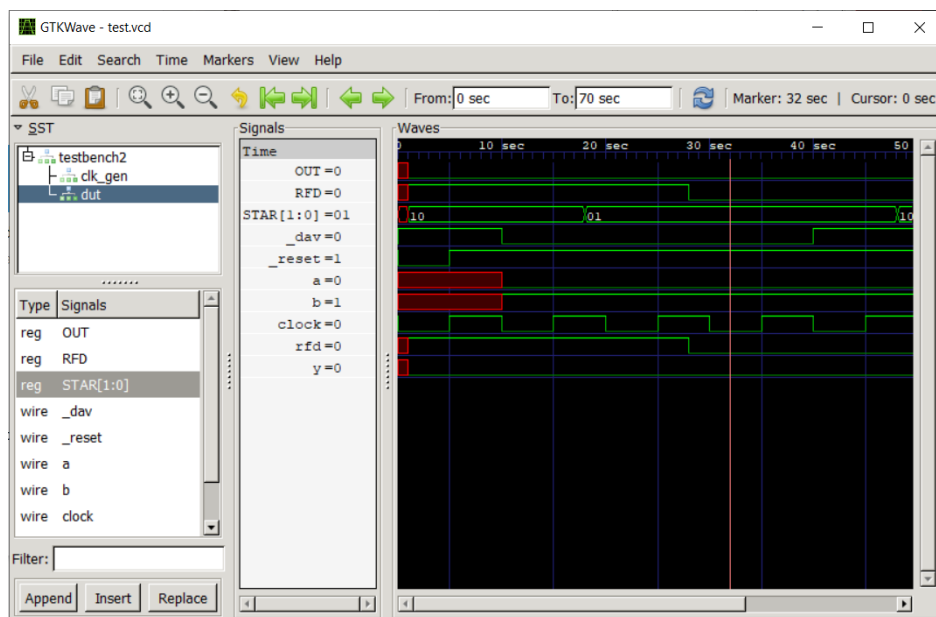 GTKWave - test.vcd
File Edit Search Time Markers View Help
From: 0 sec To: 70 sec Marker: 32 sec | Cursor: 0 sec
SST
testbench2
clk_gen
dut
Type Signals
reg OUT
reg RFD
reg STAR[1:0]
wire _dav
wire _reset
wire a
wire b
wire clock
Filter:
Append Insert Replace
Signals
Time
OUT =0
RFD =0
STAR[1:0] =01
_dav =0
_reset =1
a =0
b =1
clock =0
rfd =0
y =0
Waves
0 10 sec 20 sec 30 sec 40 sec 50
10 01 10